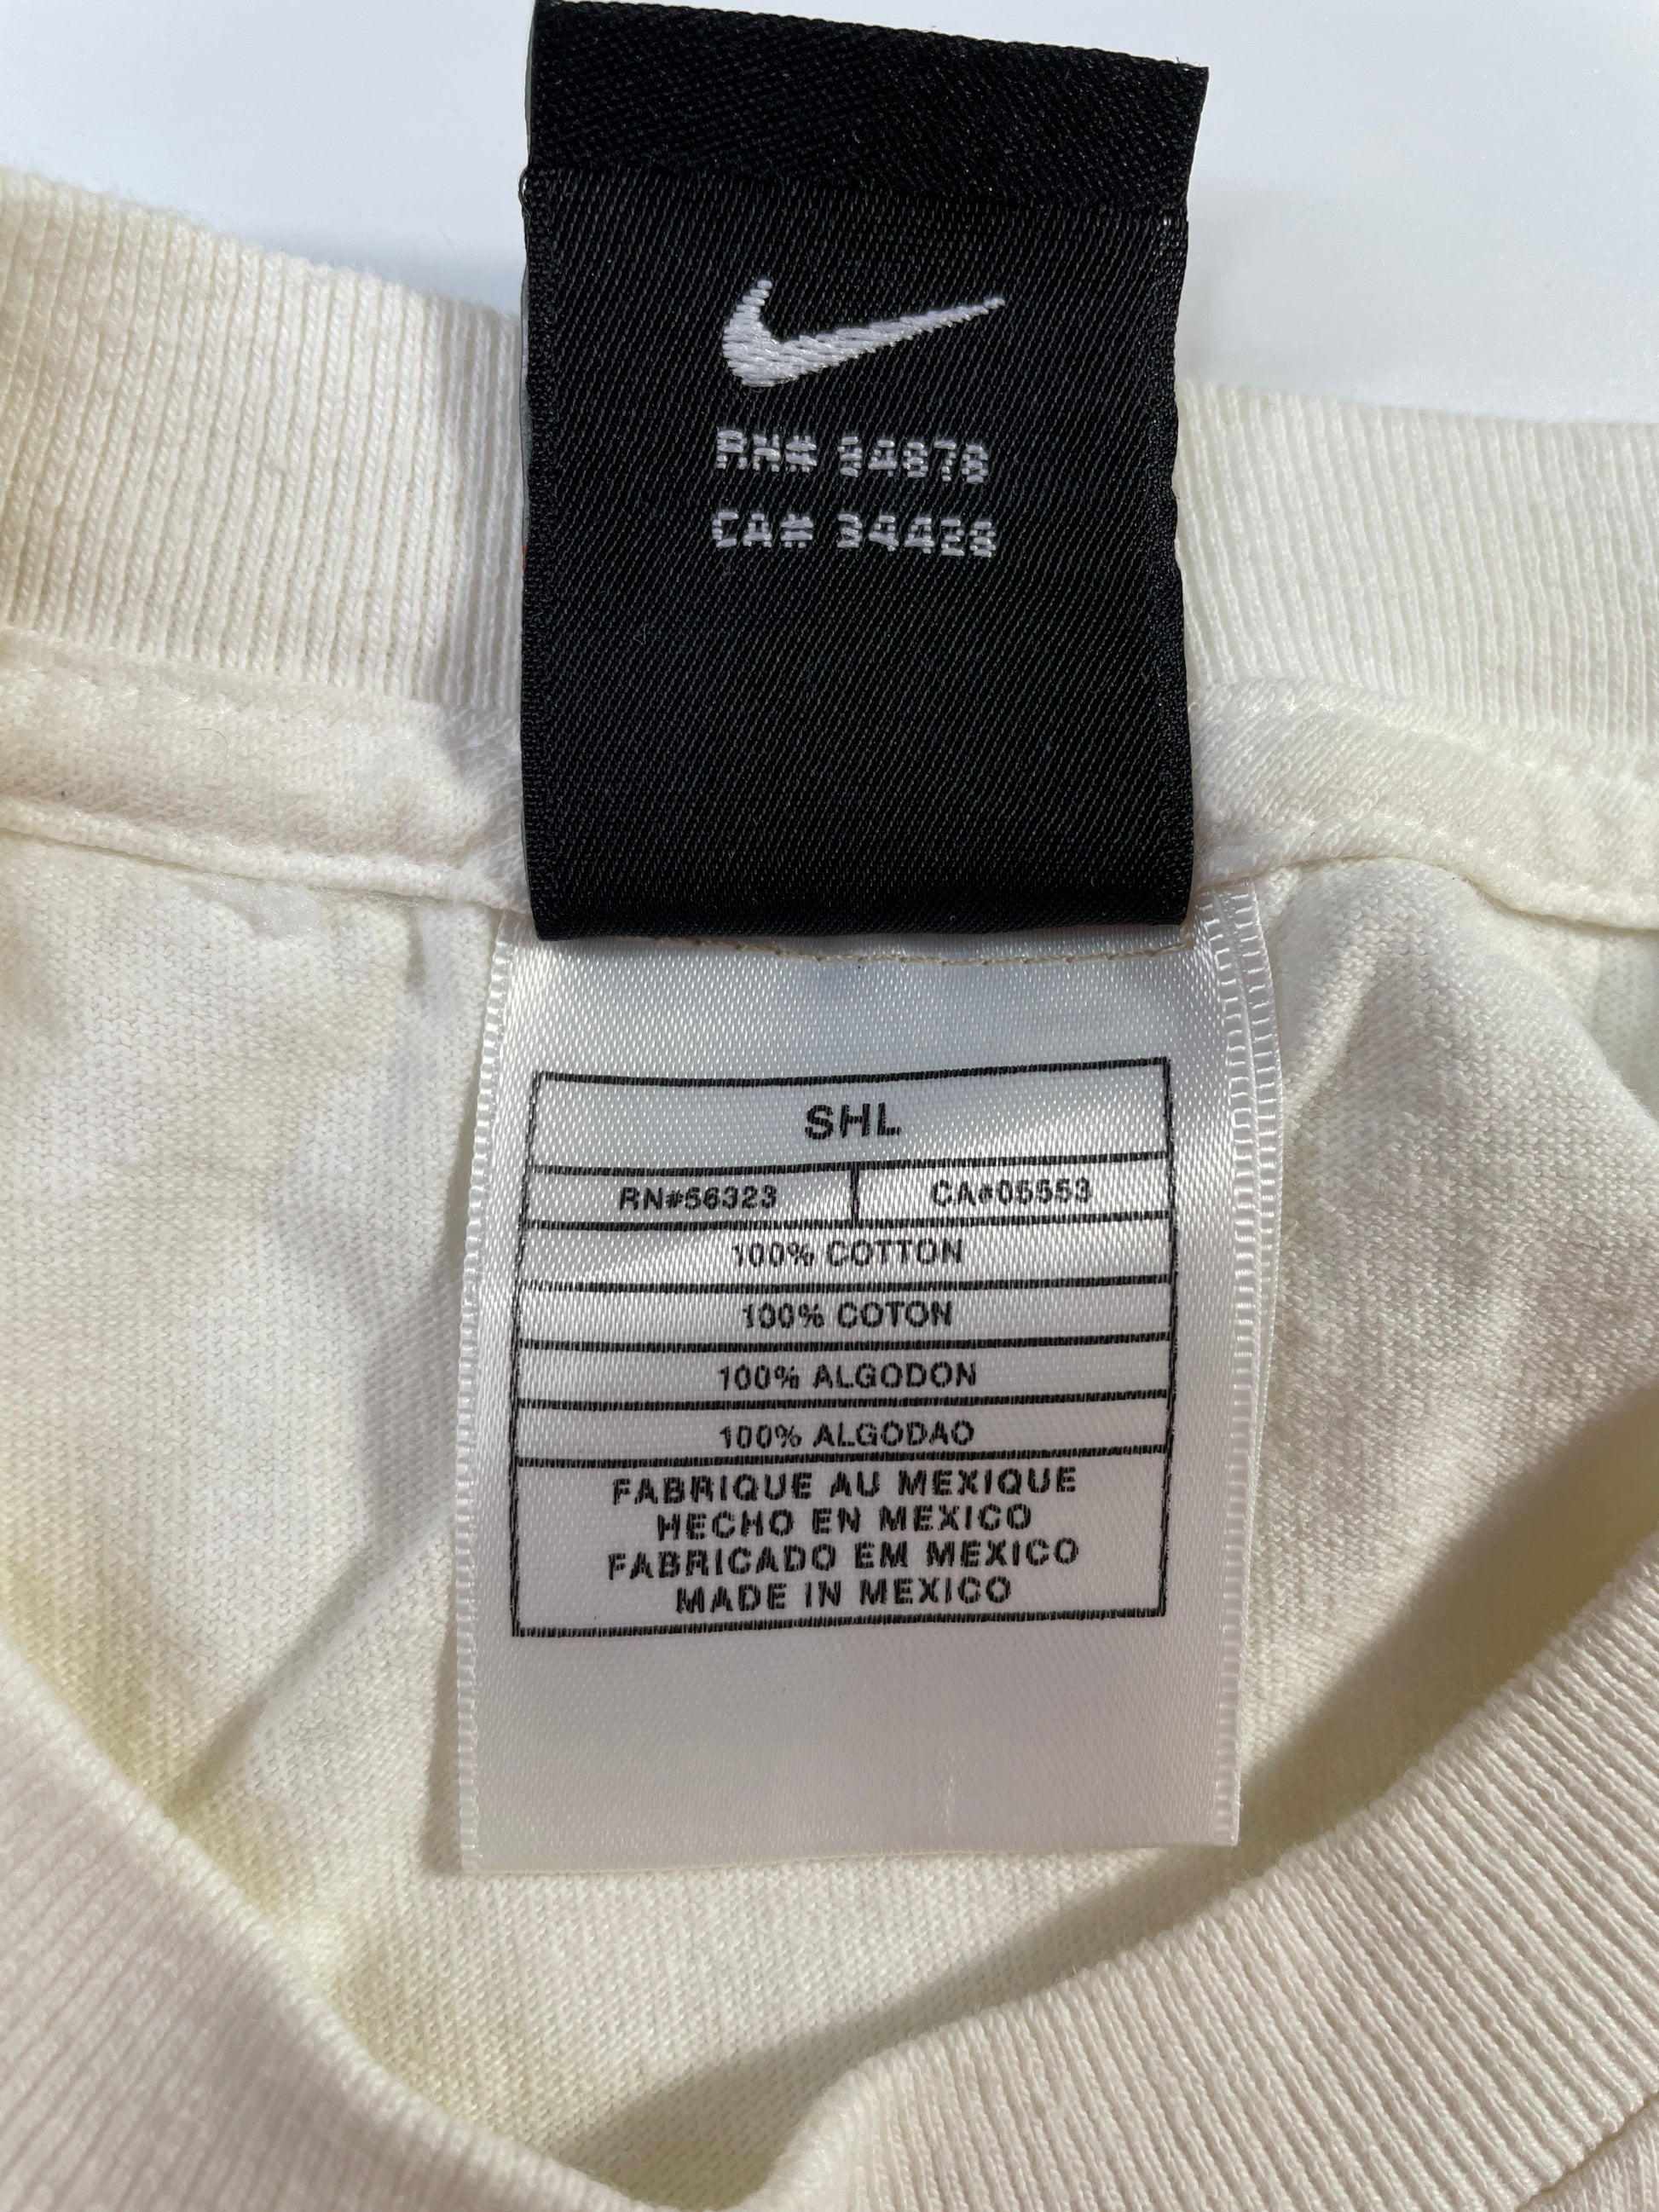 RN# 54878
CA# 34428
SHL
RN#56323 CA#05553
100% COTTON
100% COTON
100% ALGODON
100% ALGODAO
FABRIQUE AU MEXIQUE
HECHO EN MEXICO
FABRICADO EM MEXICO
MADE IN MEXICO